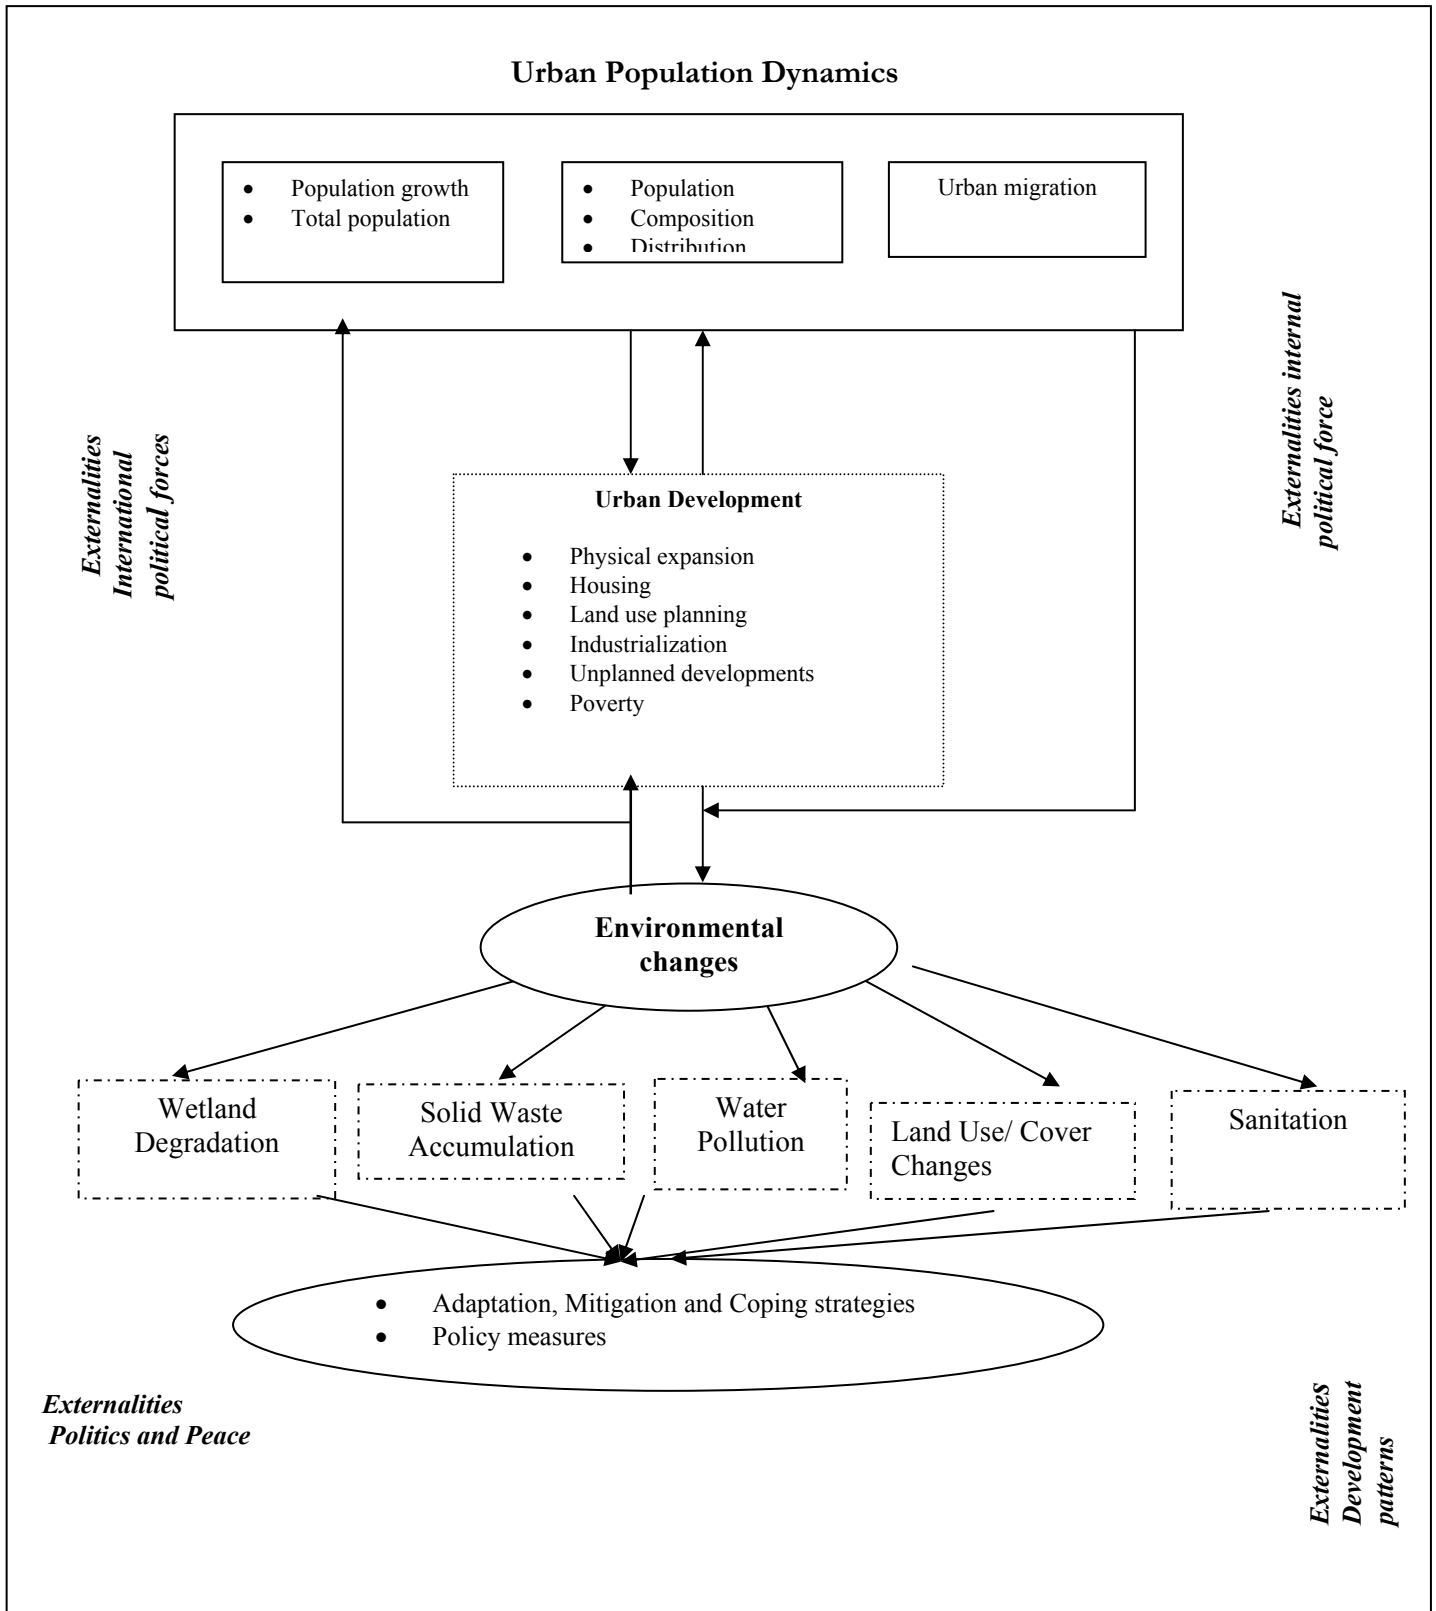 Urban Population Dynamics
• Population growth
• Total population
• Population
• Composition
• Distribution
Urban migration
Externalities
International
political forces
Externalities internal
political force
Urban Development
• Physical expansion
• Housing
• Land use planning
• Industrialization
• Unplanned developments
• Poverty
Environmental
changes
Wetland
Degradation
Solid Waste
Accumulation
Water
Pollution
Land Use/ Cover
Changes
Sanitation
• Adaptation, Mitigation and Coping strategies
• Policy measures
Externalities
Politics and Peace
Externalities
Development
patterns